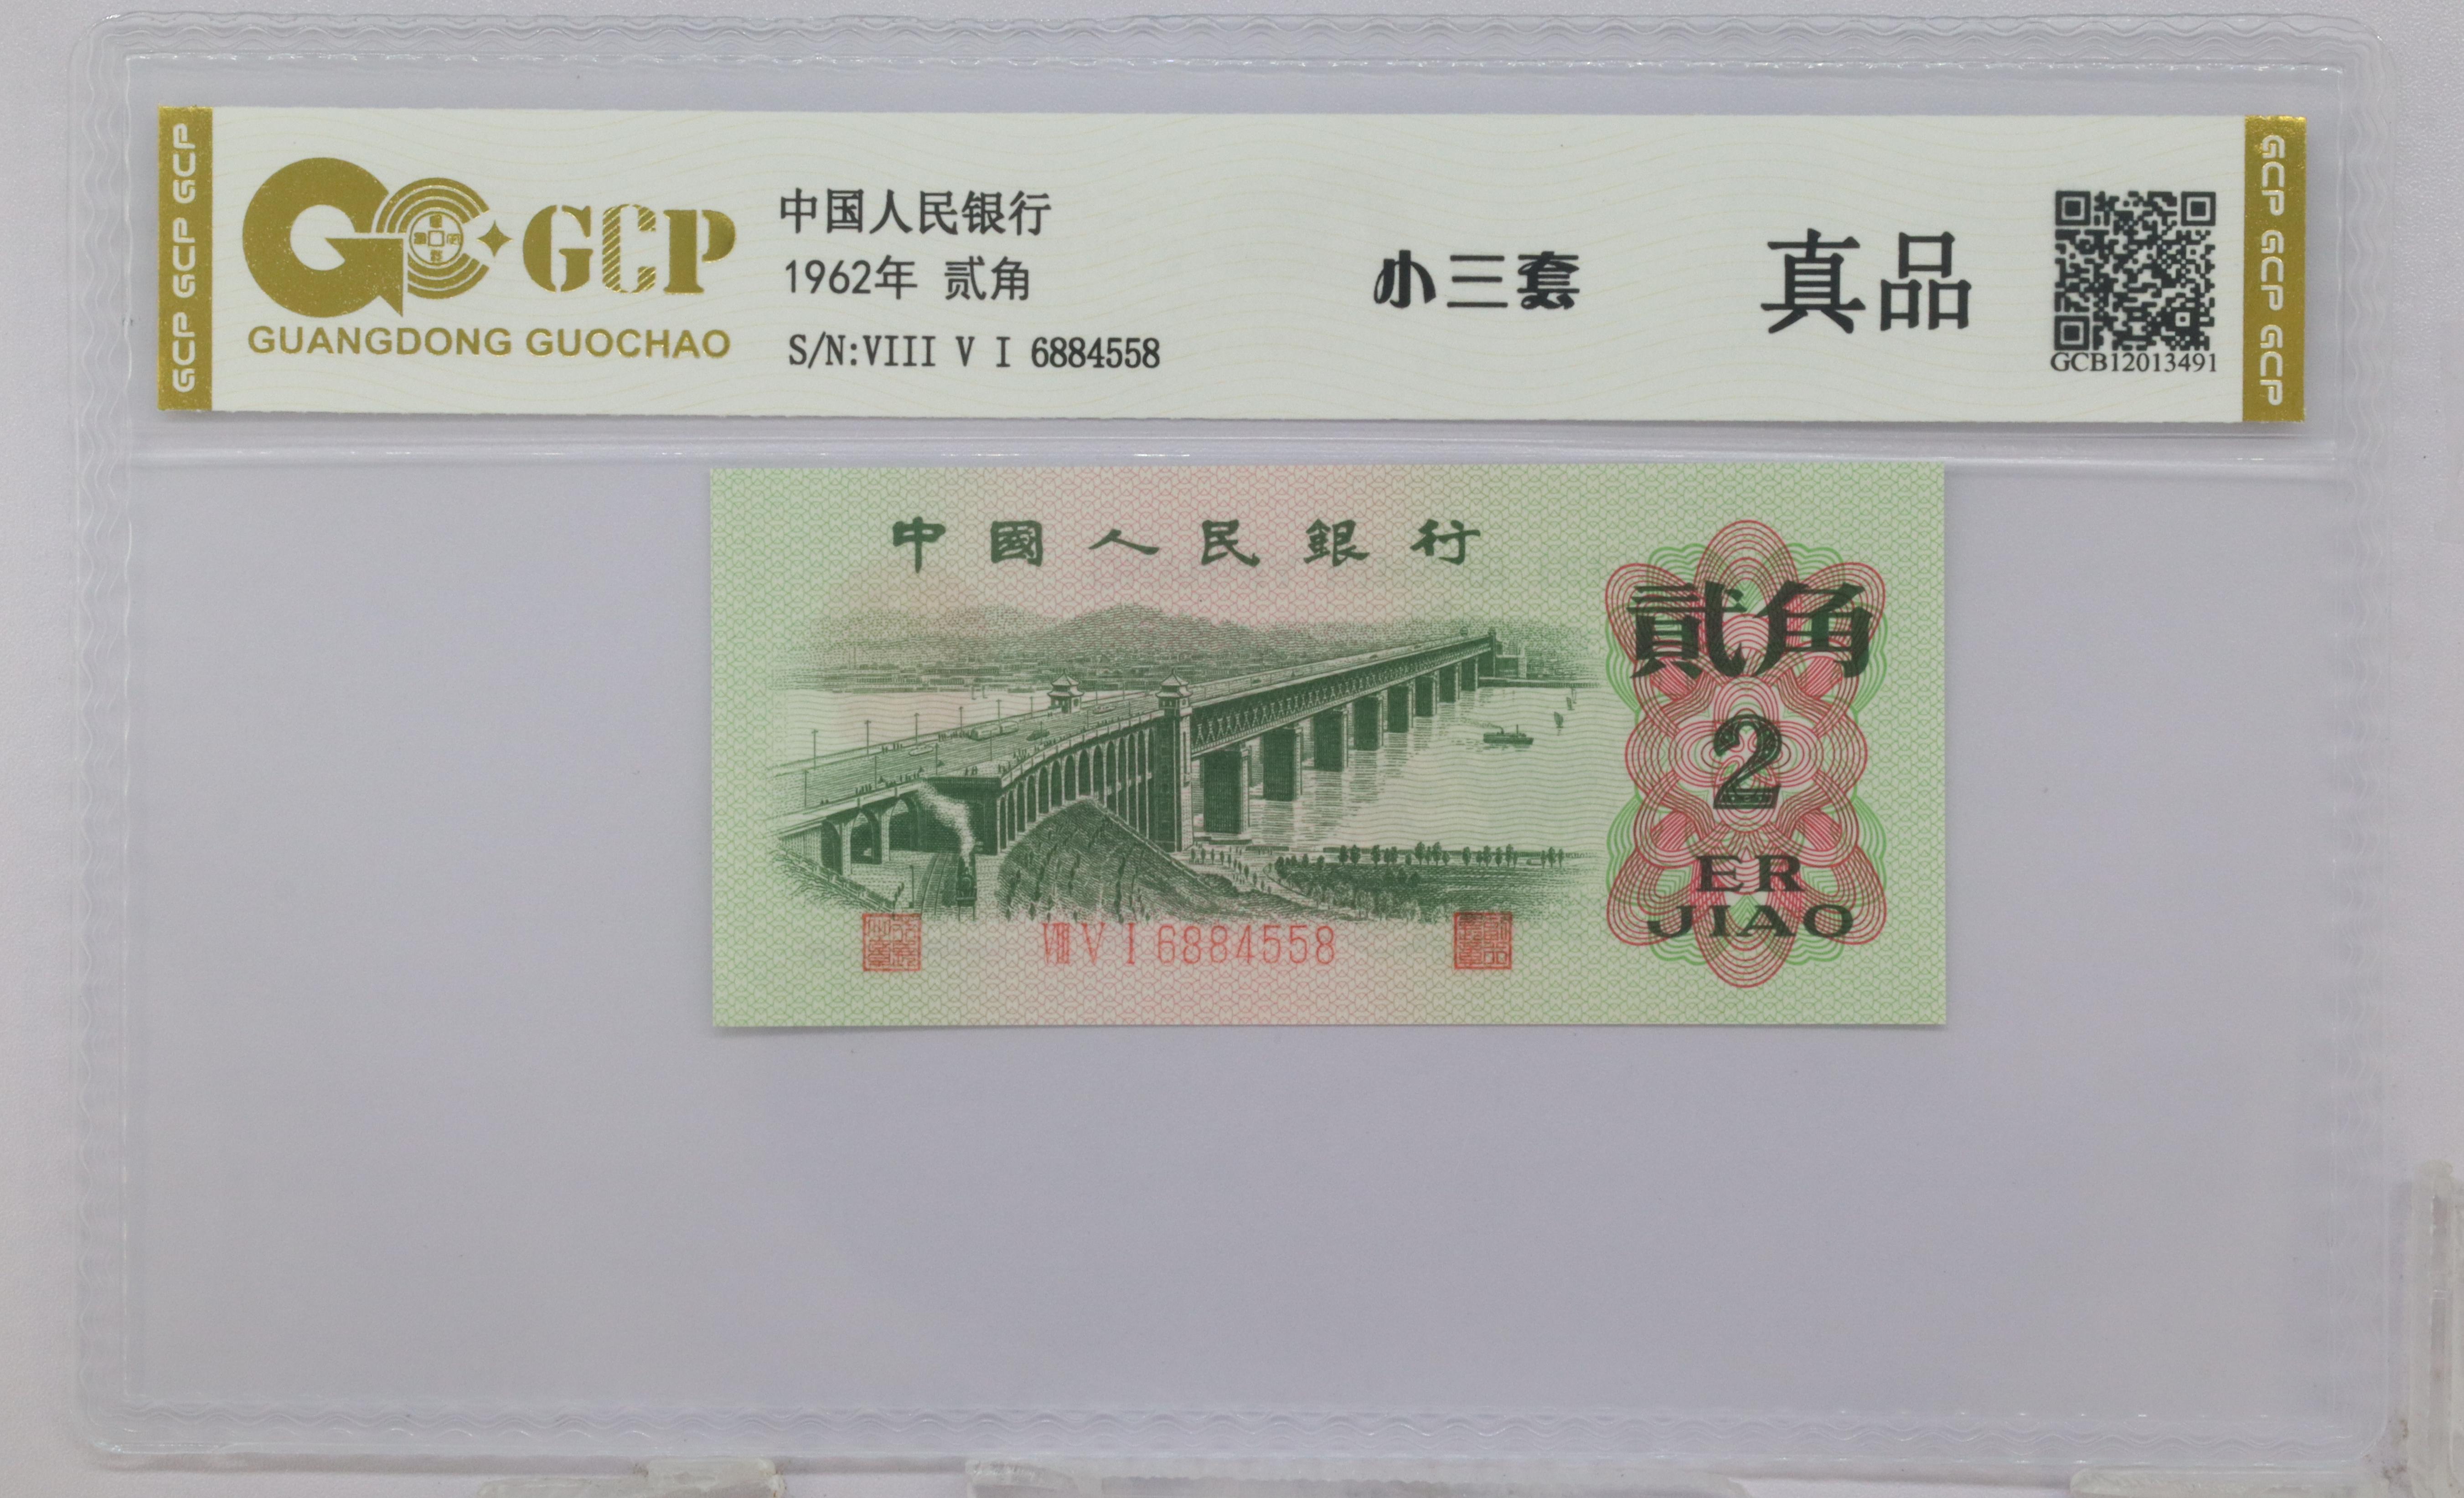 GCP GCP GCP
GCP
GUANGDONG GUOCHAO
中国人民银行
1962年 贰角
S/N:VIII V I 6884558
小三套
真品
GCB12013491
GCP GCP GCP
中國人民銀行
貳角
2
ER
JIAO
VIII V I 6884558